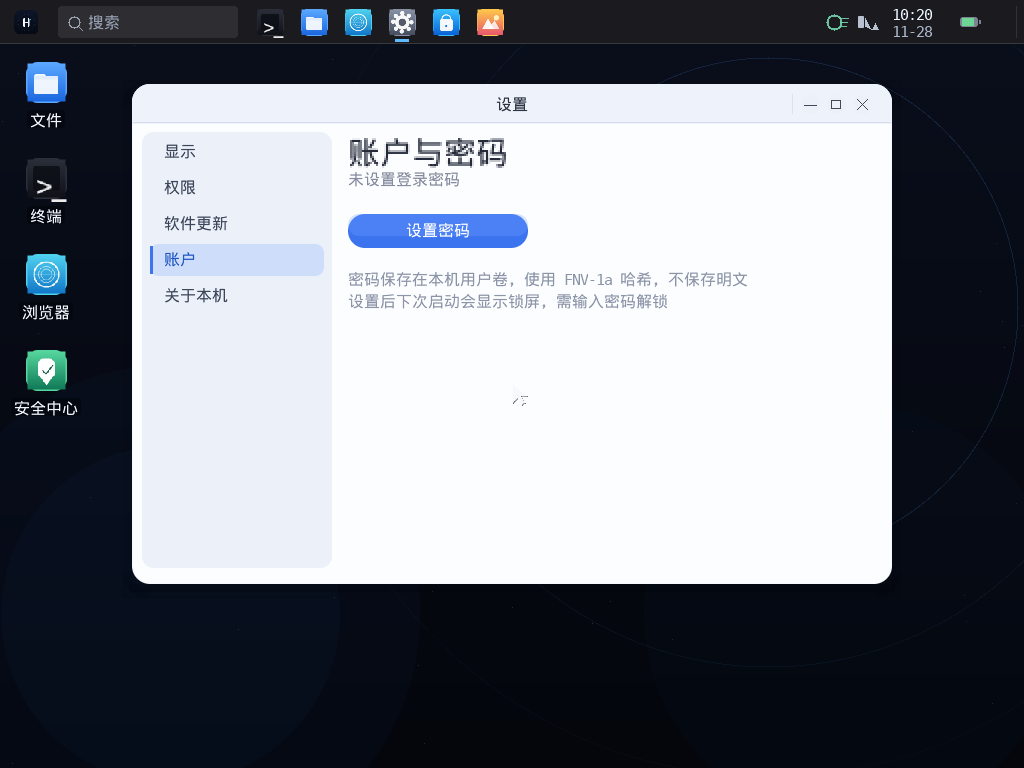 H
搜索
10:20
11-28
文件
终端
浏览器
安全中心
设置
显示
权限
软件更新
账户
关于本机
账户与密码
未设置登录密码
设置密码
密码保存在本机用户卷，使用 FNV-1a 哈希，不保存明文
设置后下次启动会显示锁屏，需输入密码解锁